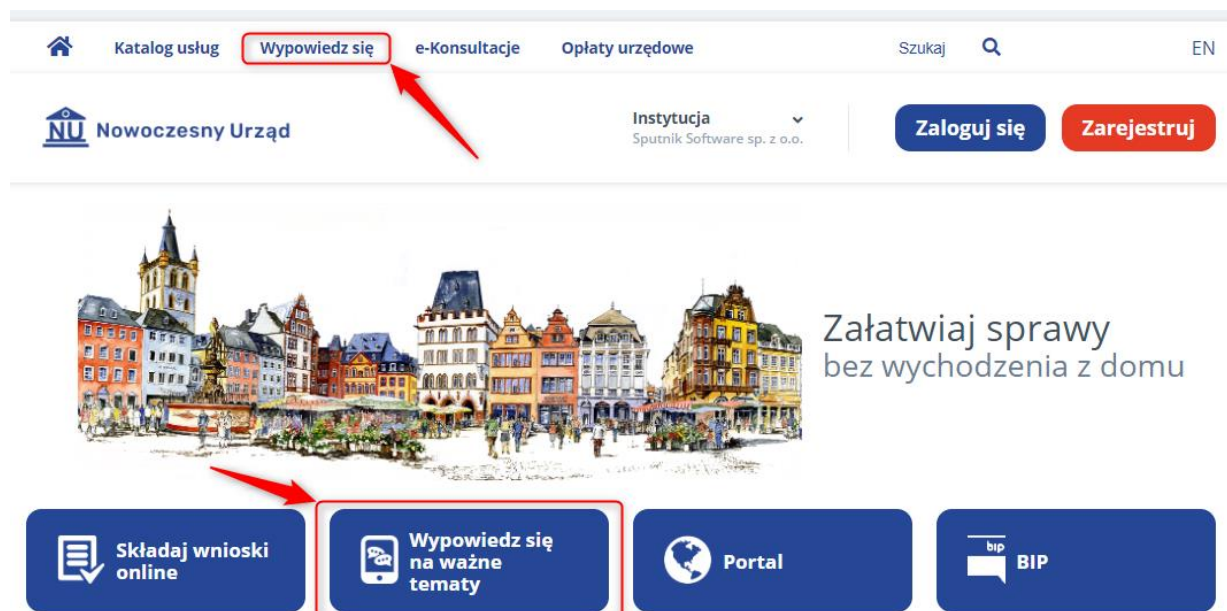 Katalog usług Wypowiedz się e-Konsultacje Opłaty urzędowe Szukaj EN
NU Nowoczesny Urząd
Instytucja
Sputnik Software sp. z o.o.
Zaloguj się Zarejestruj
Załatwiaj sprawy
bez wychodzenia z domu
Składaj wnioski
online
Wypowiedz się
na ważne
tematy
Portal
bip BIP